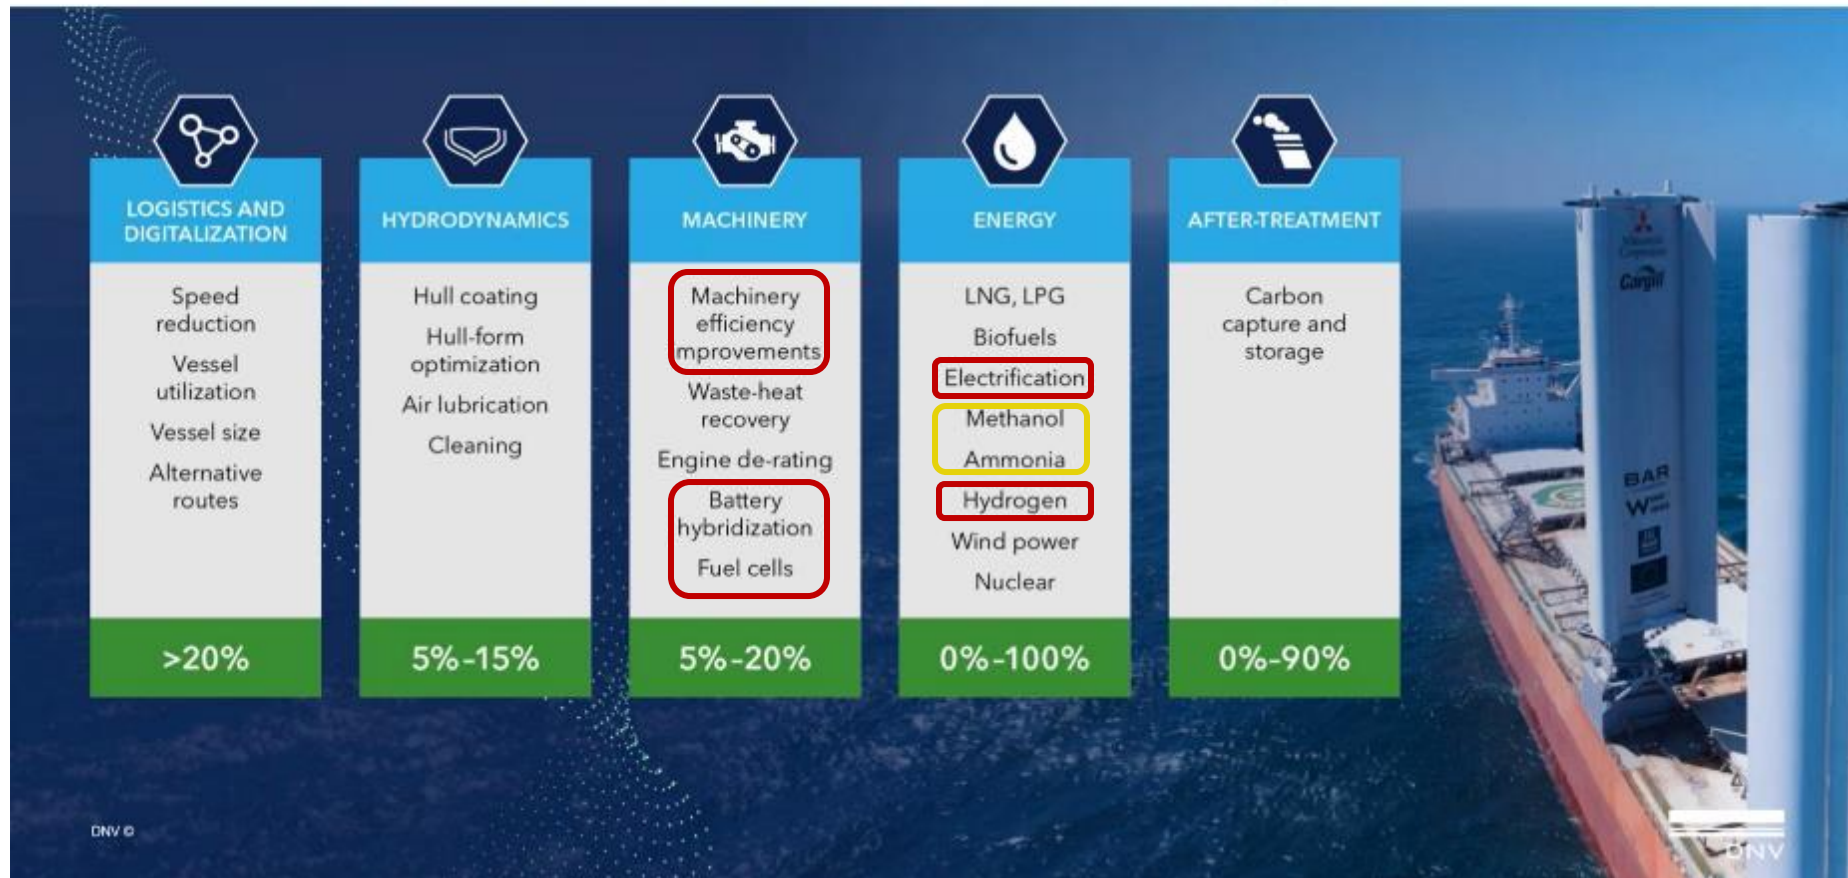 LOGISTICS AND
DIGITALIZATION
Speed
reduction
Vessel
utilization
Vessel size
Alternative
routes
>20%
HYDRODYNAMICS
Hull coating
Hull-form
optimization
Air lubrication
Cleaning
5%-15%
MACHINERY
Machinery
efficiency
improvements
Waste-heat
recovery
Engine de-rating
Battery
hybridization
Fuel cells
5%-20%
ENERGY
LNG, LPG
Biofuels
Electrification
Methanol
Ammonia
Hydrogen
Wind power
Nuclear
0%-100%
AFTER-TREATMENT
Carbon
capture and
storage
0%-90%
Cargill
BAR
DNV ©
DNV